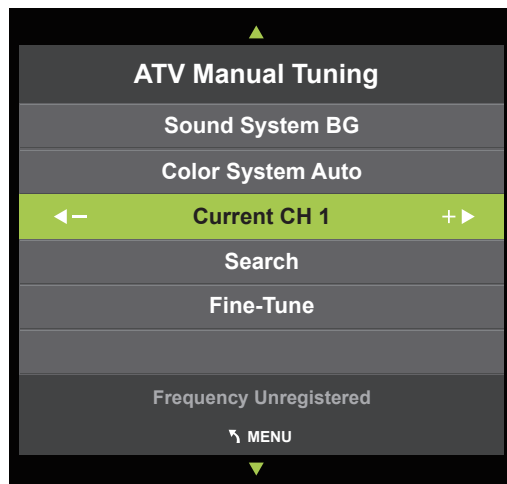 ATV Manual Tuning
Sound System BG
Color System Auto
Current CH 1
Search
Fine-Tune
Frequency Unregistered
MENU